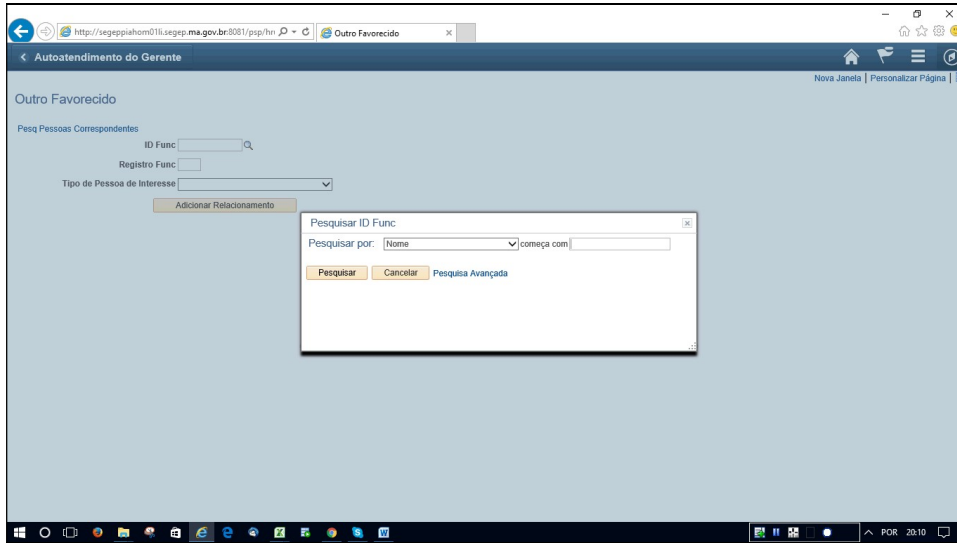 http://segeppiahom01li.segep.ma.gov.br:8081/psp/hri
Outro Favorecido
Autoatendimento do Gerente
Nova Janela | Personalizar Página |
Outro Favorecido
Pesq Pessoas Correspondentes
ID Func
Registro Func
Tipo de Pessoa de Interesse
Adicionar Relacionamento
Pesquisar ID Func
Pesquisar por: Nome começa com
Pesquisar Cancelar Pesquisa Avançada
POR 20:10